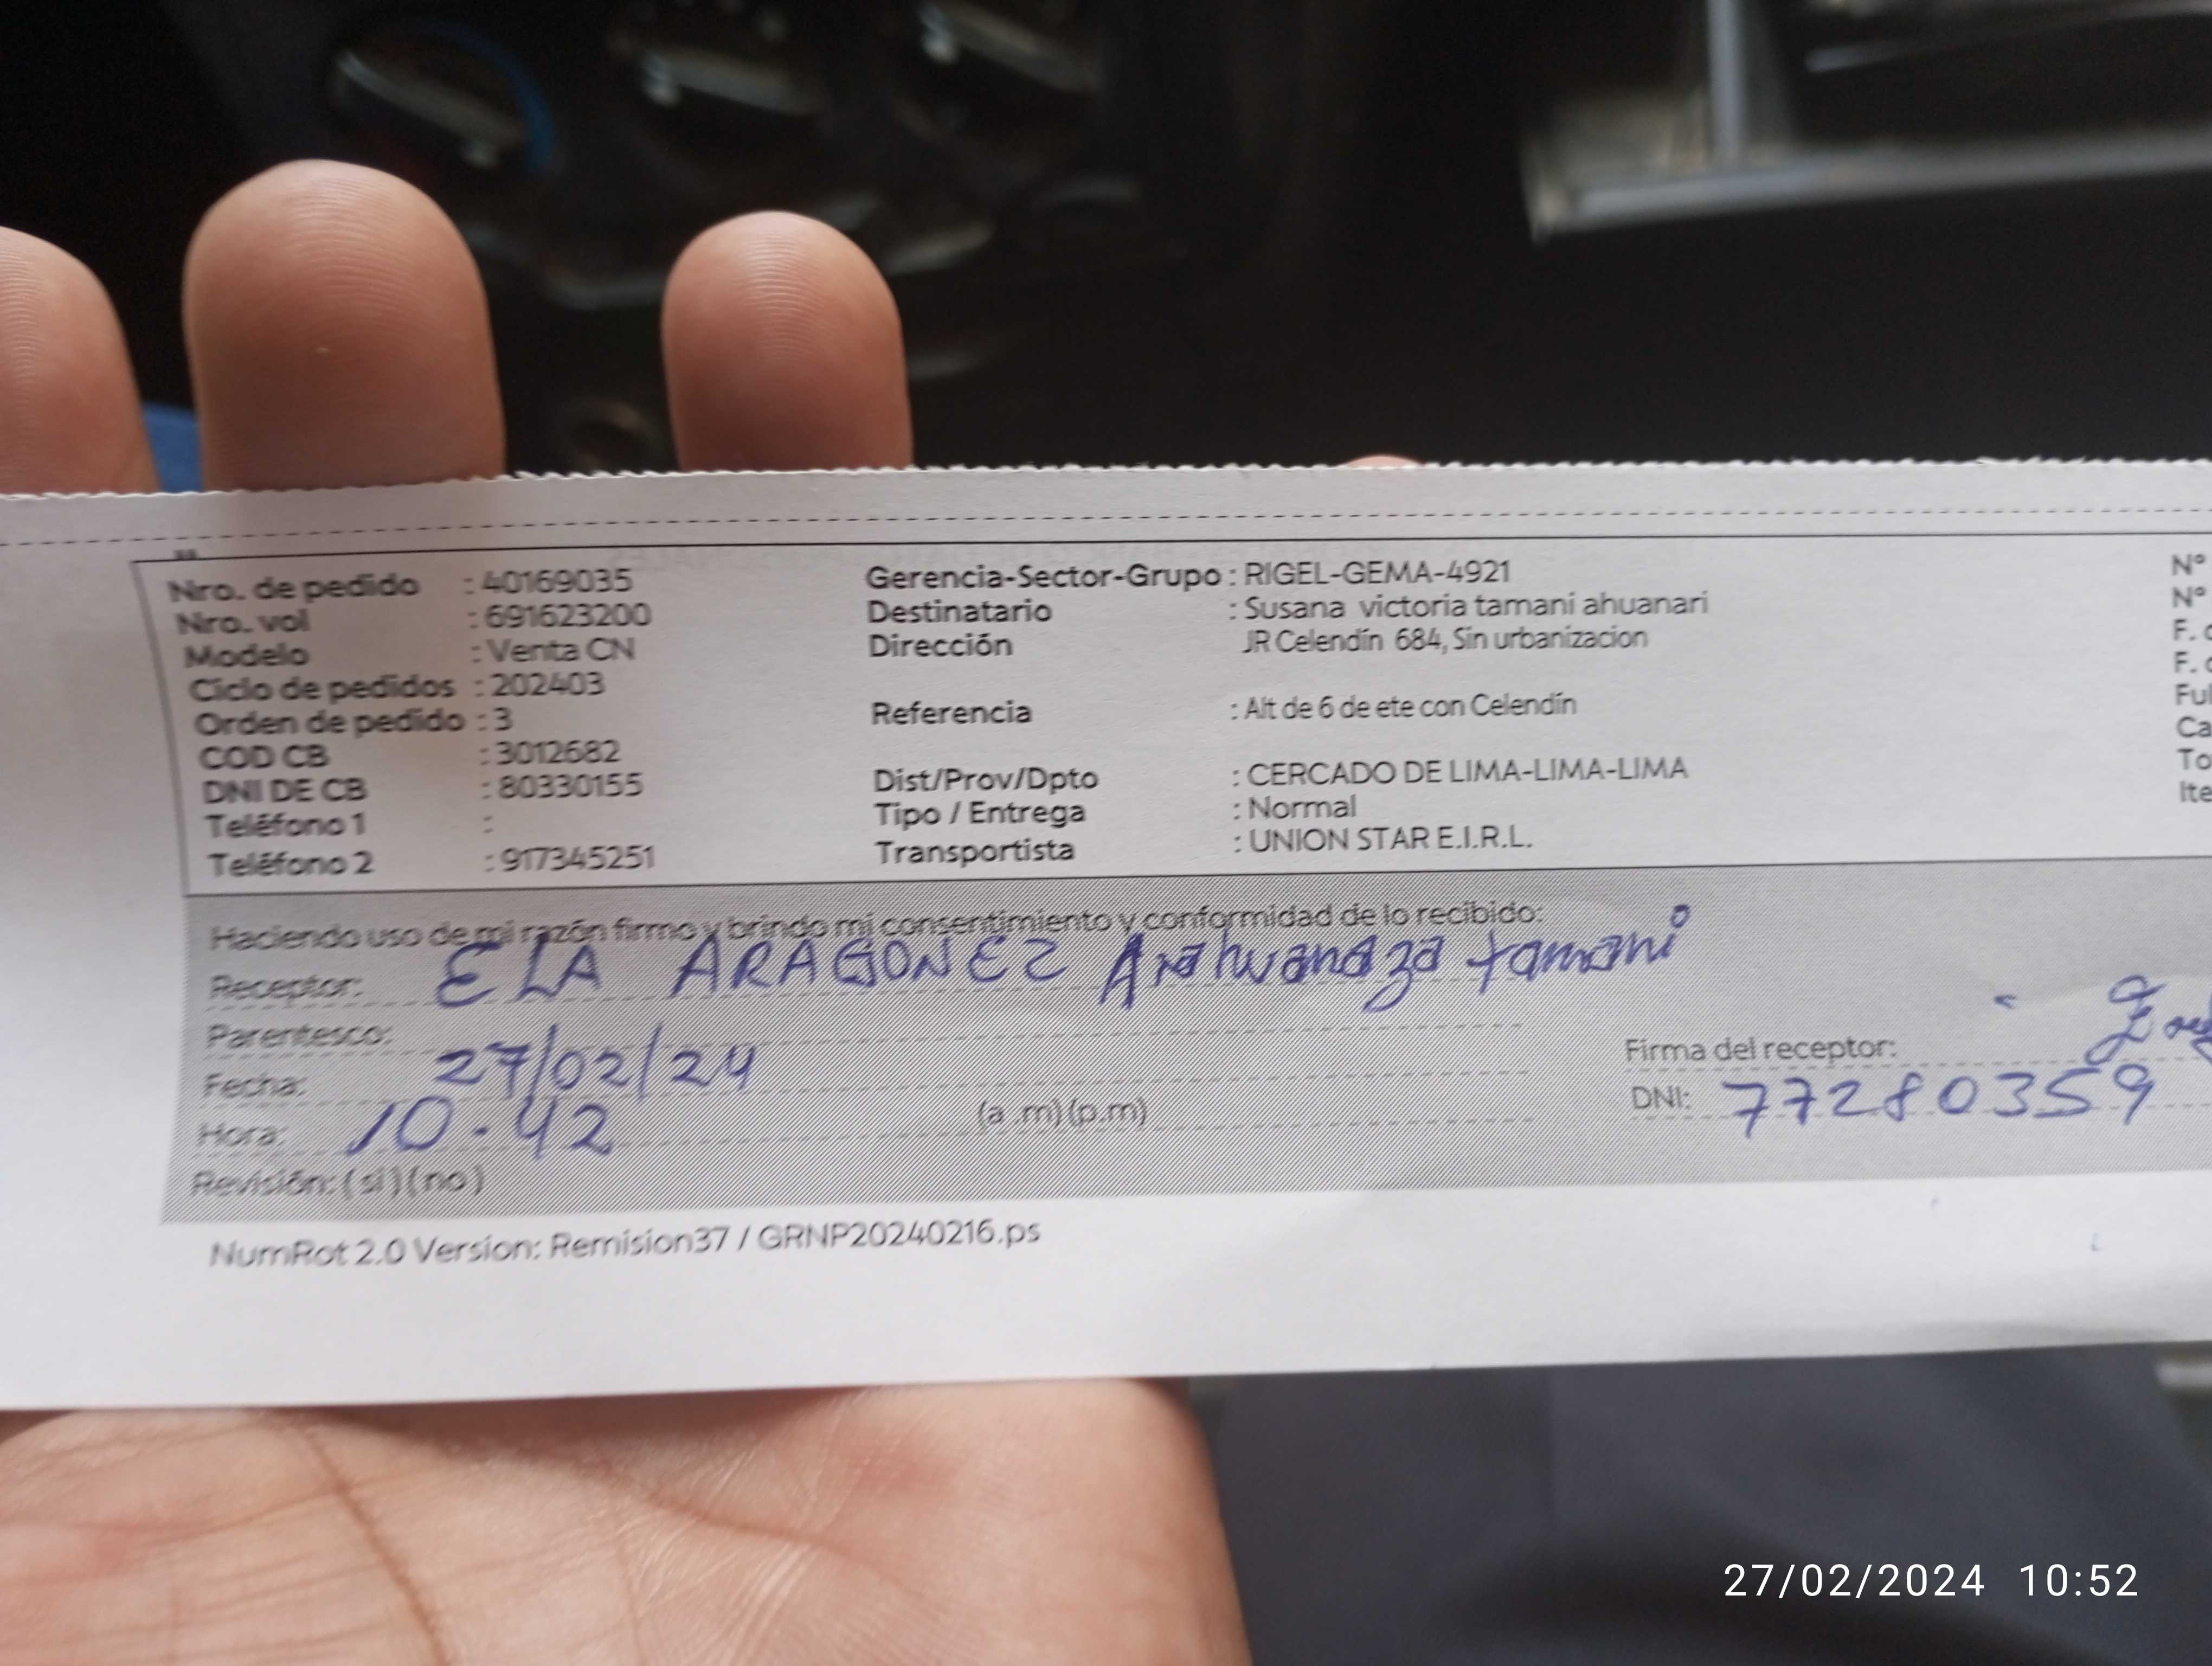 Nro. de pedido : 40169035
Nro. vol : 691623200
Modelo : Venta CN
Ciclo de pedidos : 202403
Orden de pedido : 3
COD CB : 3012682
DNI DE CB : 80330155
Teléfono 1 :
Teléfono 2 : 917345251
Gerencia-Sector-Grupo : RIGEL-GEMA-4921
Destinatario : Susana victoria tamani ahuanari
Dirección JR Celendín 684, Sin urbanizacion
Referencia : Alt de 6 de ete con Celendín
Dist/Prov/Dpto : CERCADO DE LIMA-LIMA-LIMA
Tipo / Entrega : Normal
Transportista : UNION STAR E.I.R.L.
N°
N°
F.
F.
Haciendo uso de mi razón firmo y brindo mi consentimiento y conformidad de lo recibido:
Receptor: ELA ARAGONEZ tamani
Parentesco:
Fecha: 27/02/24
Hora: 10.42 (a.m)(p.m)
Revisión: (si)(no)
Firma del receptor:
DNI: 77280359
NumRot 2.0 Version: Remision37 / GRNP20240216.ps
27/02/2024 10:52